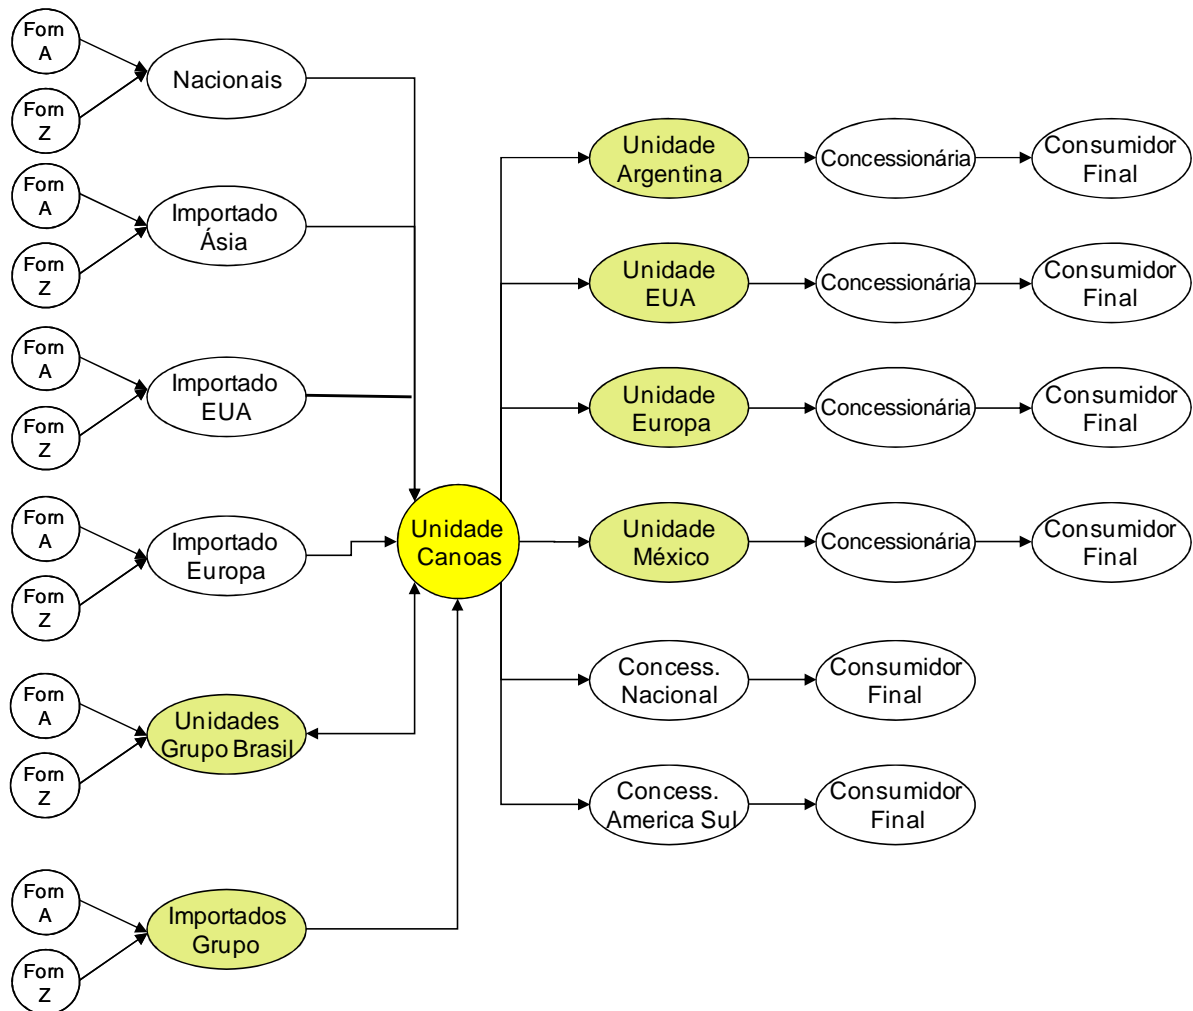 Forn
A
Forn
Z
Nacionais
Forn
A
Forn
Z
Importado
Ásia
Forn
A
Forn
Z
Importado
EUA
Forn
A
Forn
Z
Importado
Europa
Forn
A
Forn
Z
Unidades
Grupo Brasil
Forn
A
Forn
Z
Importados
Grupo
Unidade
Canoas
Unidade
Argentina
Concessionária
Consumidor
Final
Unidade
EUA
Concessionária
Consumidor
Final
Unidade
Europa
Concessionária
Consumidor
Final
Unidade
México
Concessionária
Consumidor
Final
Concess.
Nacional
Consumidor
Final
Concess.
America Sul
Consumidor
Final